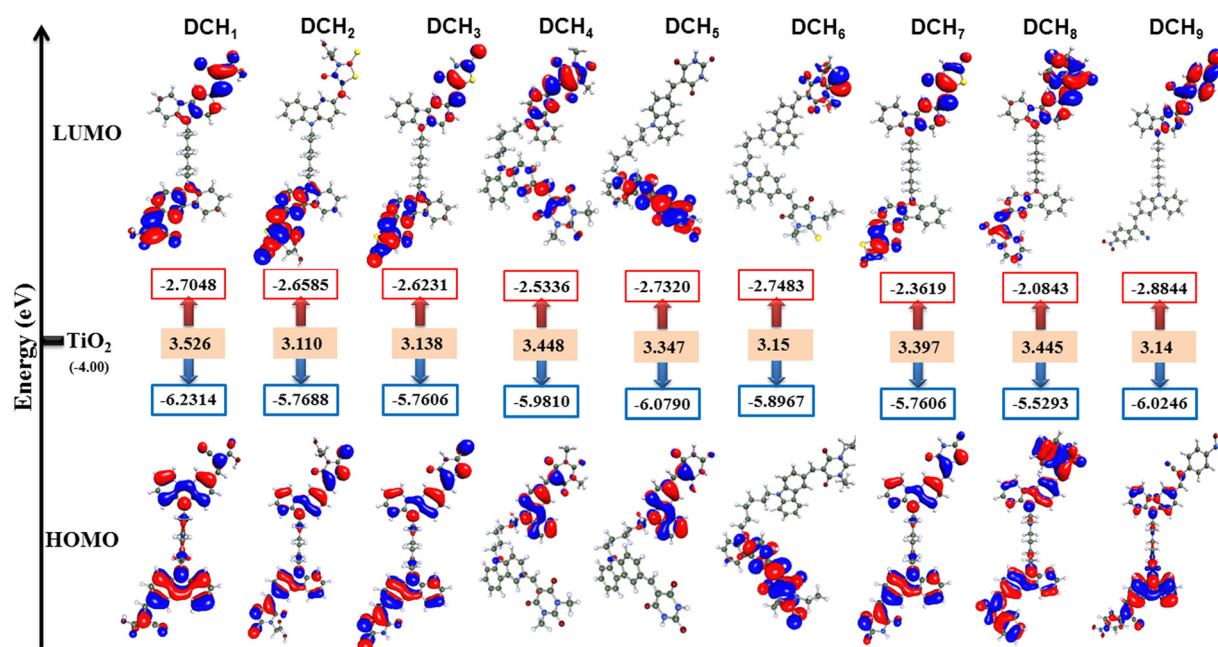 DCH₁ DCH₂ DCH₃ DCH₄ DCH₅ DCH₆ DCH₇ DCH₈ DCH₉
LUMO
-2.7048 -2.6585 -2.6231 -2.5336 -2.7320 -2.7483 -2.3619 -2.0843 -2.8844
Energy (eV)
TiO₂ 3.526 3.110 3.138 3.448 3.347 3.15 3.397 3.445 3.14
(-4.00)
-6.2314 -5.7688 -5.7606 -5.9810 -6.0790 -5.8967 -5.7606 -5.5293 -6.0246
HOMO